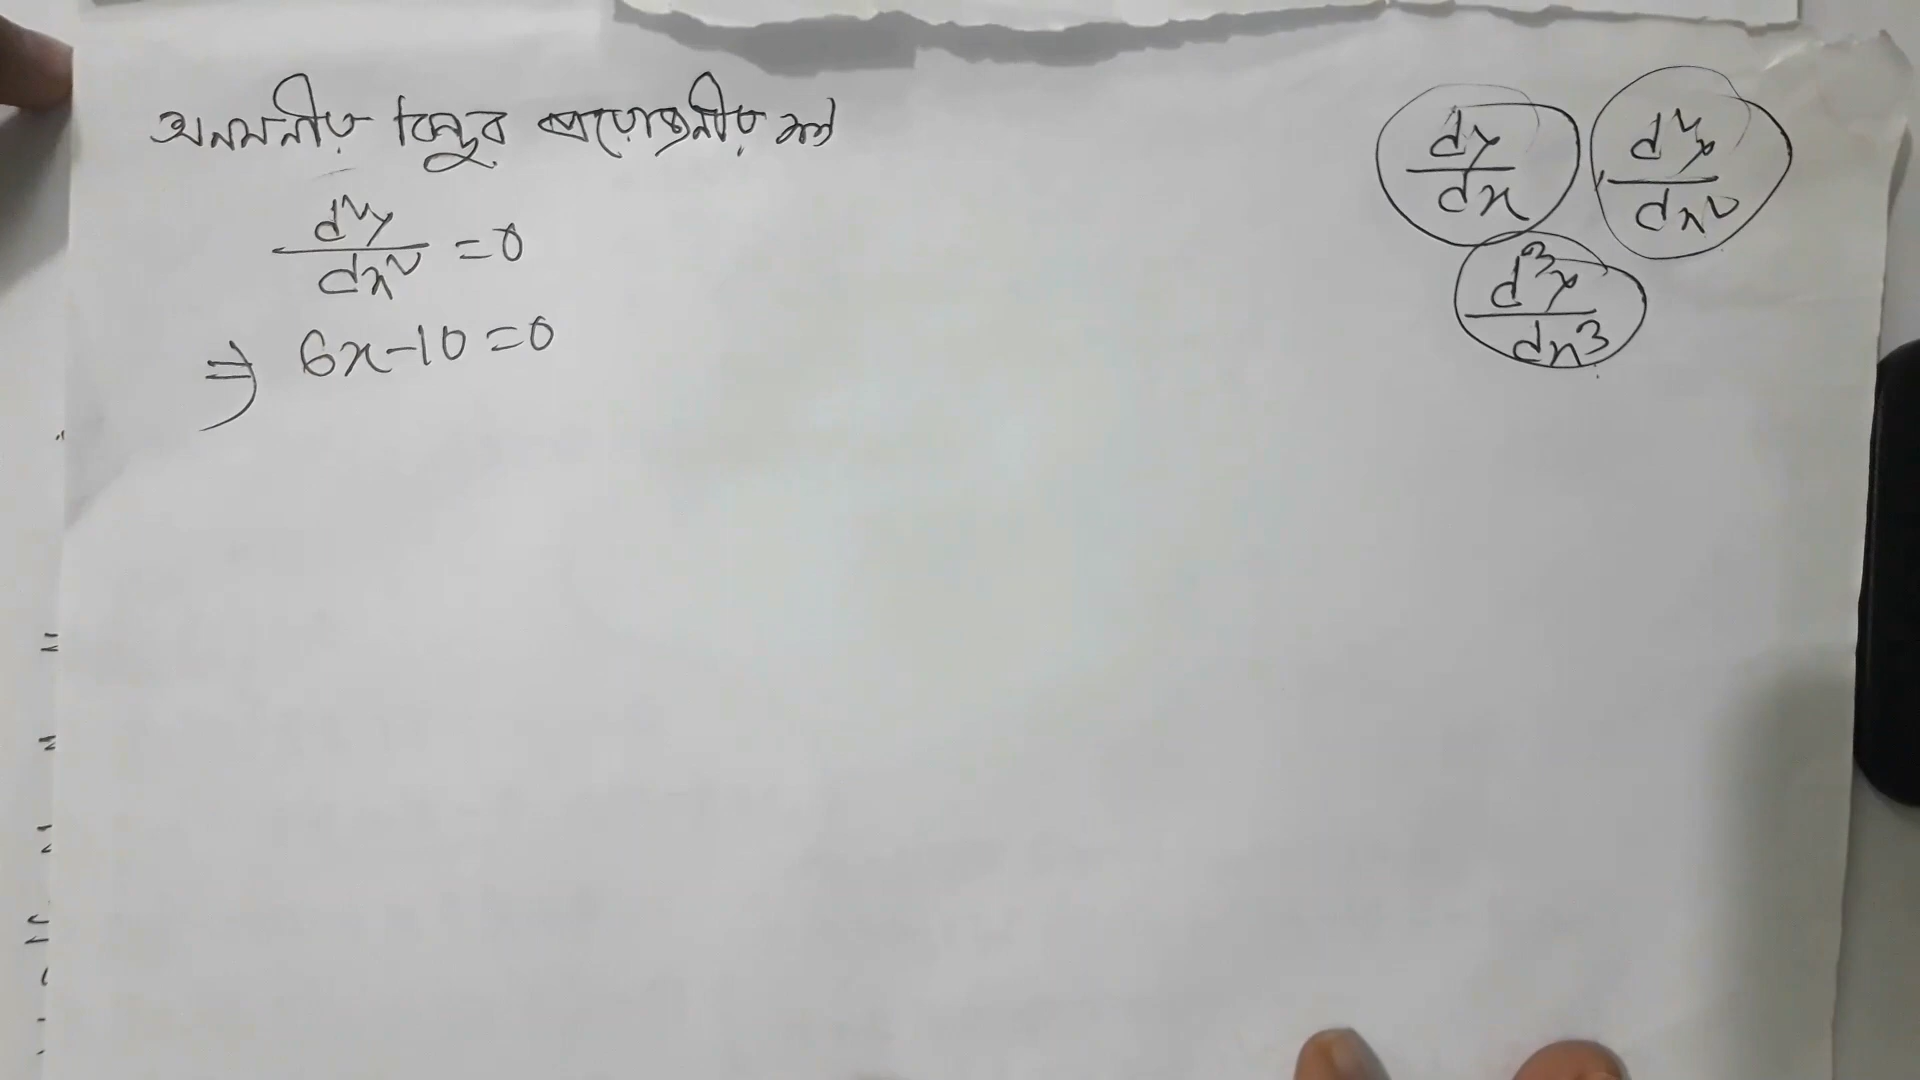 অনমনীয় বিন্দুর প্রয়োজনীয় শর্ত
d²y/dx² = 0
⇒ 6x-10=0
dy/dx
d²y/dx²
d³y/dx³